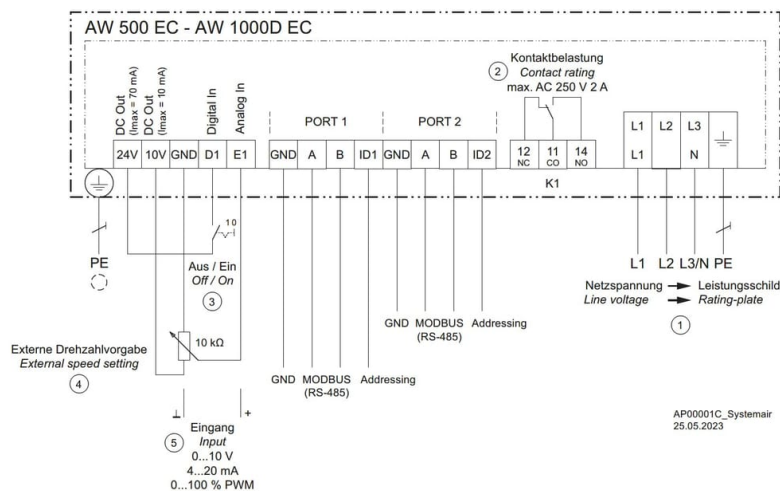 AW 500 EC - AW 1000D EC
DC Out
(Imax = 70 mA)
DC Out
(Imax = 10 mA)
Digital In
Analog In
PORT 1
PORT 2
2
Kontaktbelastung
Contact rating
max. AC 250 V 2 A
24V 10V GND D1 E1 GND A B ID1 GND A B ID2
12 11 14
NC CO NO
K1
L1 L2 L3
L1 N
1 0
PE
Aus / Ein
Off / On
3
L1 L2 L3/N PE
Netzspannung Leistungsschild
Line voltage Rating-plate
1
GND MODBUS Addressing
(RS-485)
Externe Drehzahlvorgabe
External speed setting
4
10 kΩ
GND MODBUS Addressing
(RS-485)
⊥ +
5
Eingang
Input
0...10 V
4...20 mA
0...100 % PWM
AP00001C_Systemair
25.05.2023